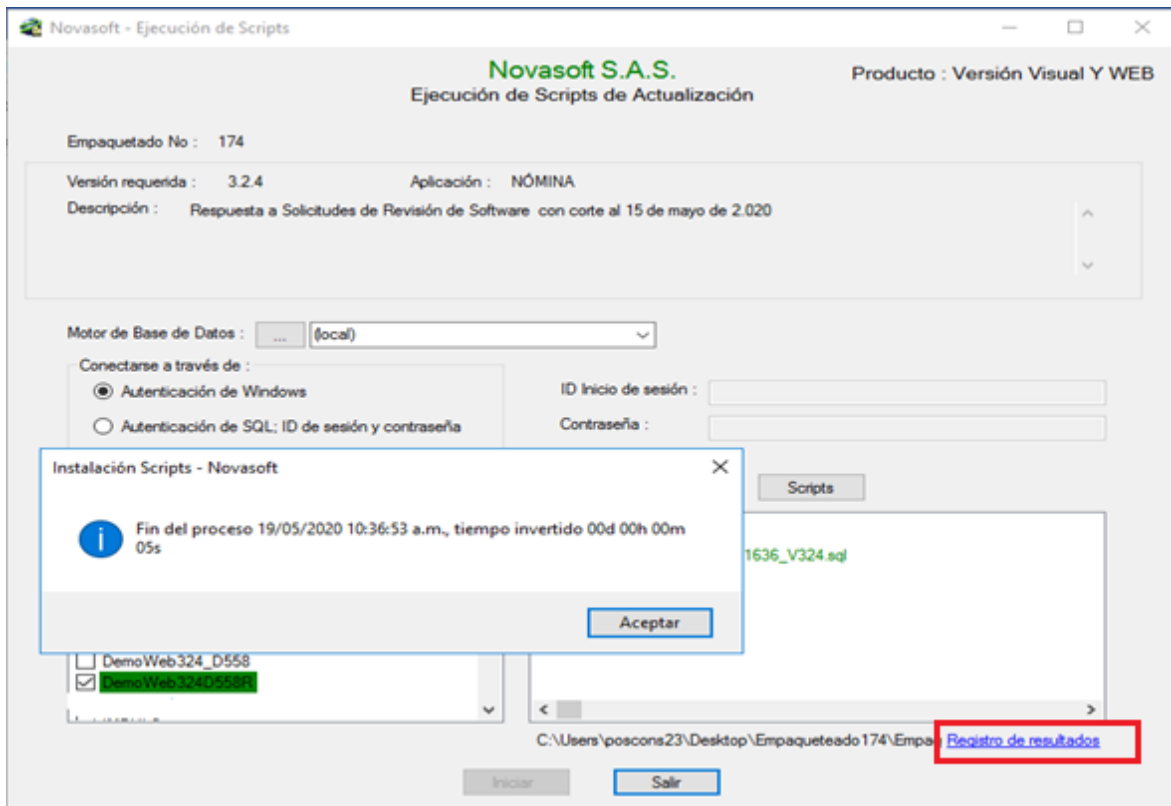 Novasoft - Ejecución de Scripts
Novasoft S.A.S.
Producto : Versión Visual Y WEB
Ejecución de Scripts de Actualización
Empaquetado No : 174
Versión requerida : 3.2.4 Aplicación : NÓMINA
Descripción : Respuesta a Solicitudes de Revisión de Software con corte al 15 de mayo de 2.020
Motor de Base de Datos : ... (local)
Conectarse a través de :
Autenticación de Windows
ID Inicio de sesión :
Autenticación de SQL; ID de sesión y contraseña
Contraseña :
Instalación Scripts - Novasoft
Scripts
Fin del proceso 19/05/2020 10:36:53 a.m., tiempo invertido 00d 00h 00m
05s
1636_V324.sql
Aceptar
DemoWeb324_D558
DemoWeb324D558R
C:\Users\poscons23\Desktop\Empaqueteado174\Empaq Registro de resultados
Iniciar Salir